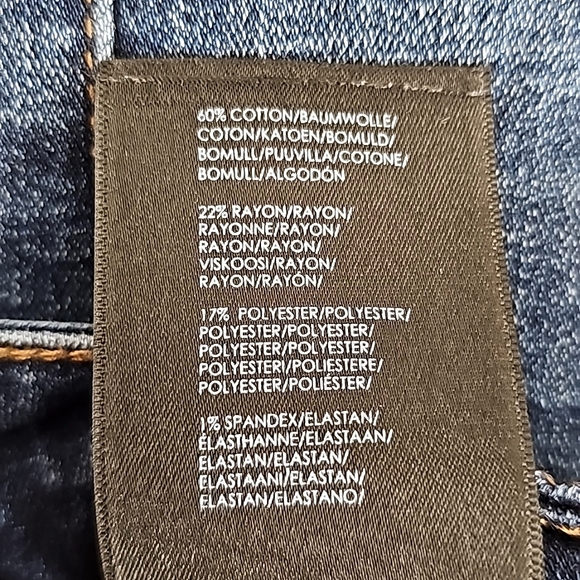 60% COTTON/BAUMWOLLE/
COTON/KATOEN/BOMULD/
BOMULL/PUUVILLA/COTONE/
BOMULL/ALGODÓN
22% RAYON/RAYON/
RAYONNE/RAYON/
RAYON/RAYON/
VISKOOSI/RAYON/
RAYON/RAYÓN/
17% POLYESTER/POLYESTER/
POLYESTER/POLYESTER/
POLYESTER/POLYESTER/
POLYESTERI/POLIESTERE/
POLYESTER/POLIÉSTER/
1% SPANDEX/ELASTAN/
ÉLASTHANNE/ELASTAAN/
ELASTAN/ELASTAN/
ELASTAANI/ELASTAN/
ELASTAN/ELASTANO/